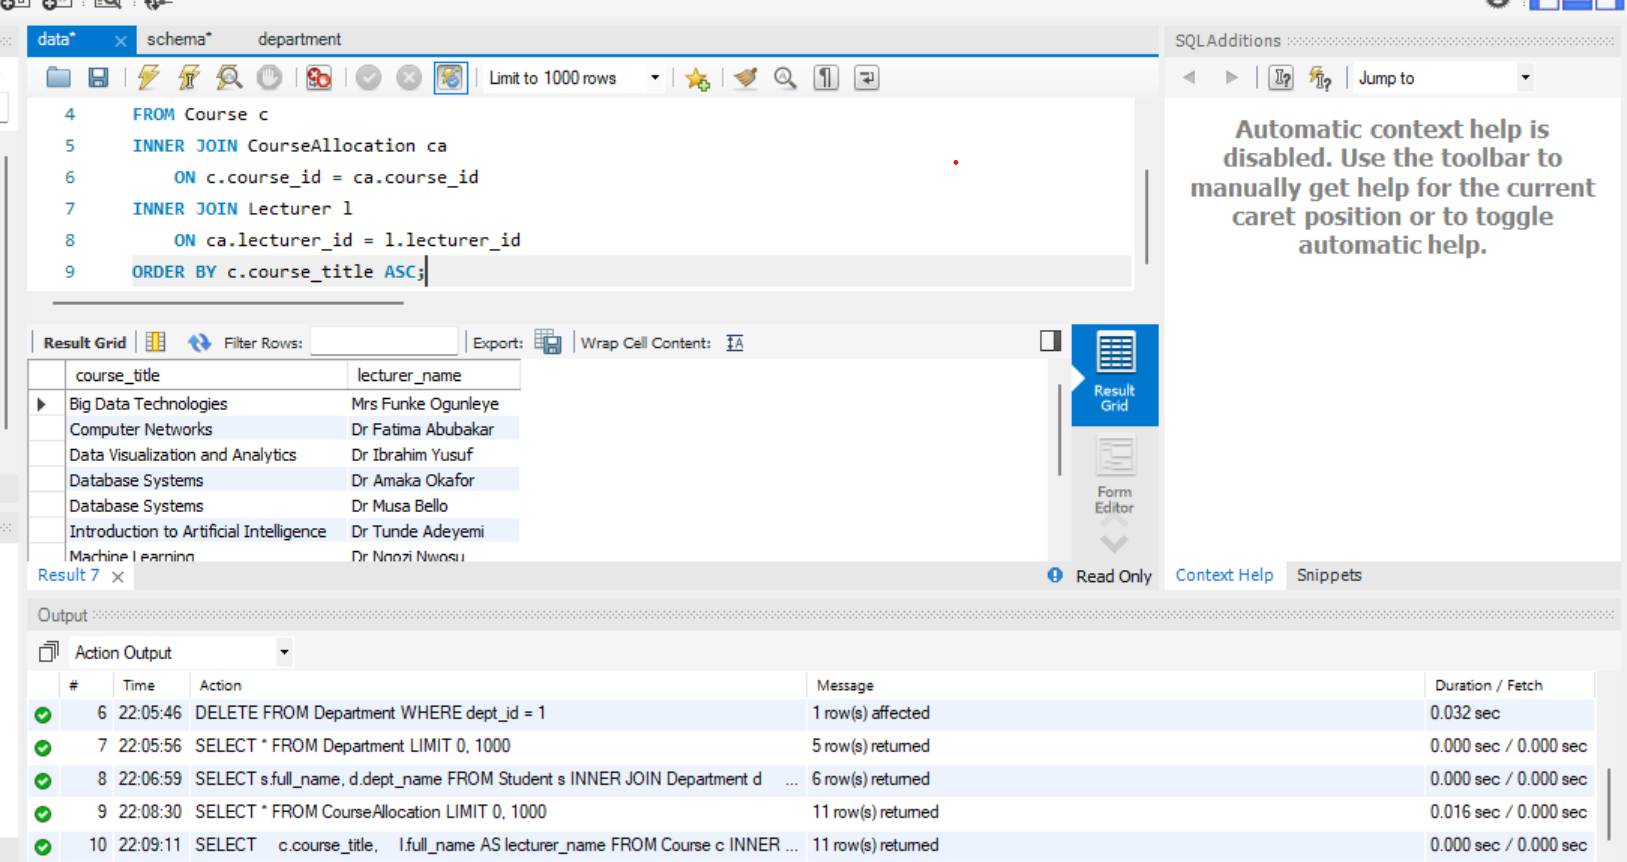 data*
schema*
department
SQLAdditions
Limit to 1000 rows
Jump to
4 FROM Course c
5 INNER JOIN CourseAllocation ca
6 ON c.course_id = ca.course_id
7 INNER JOIN Lecturer l
8 ON ca.lecturer_id = l.lecturer_id
9 ORDER BY c.course_title ASC;
Automatic context help is
disabled. Use the toolbar to
manually get help for the current
caret position or to toggle
automatic help.
Result Grid Filter Rows: Export: Wrap Cell Content:
course_title lecturer_name
Big Data Technologies Mrs Funke Ogunleye
Computer Networks Dr Fatima Abubakar
Data Visualization and Analytics Dr Ibrahim Yusuf
Database Systems Dr Amaka Okafor
Database Systems Dr Musa Bello
Introduction to Artificial Intelligence Dr Tunde Adeyemi
Machine Learning Dr Ngozi Nwosu
Result
Grid
Form
Editor
Result 7
Read Only
Context Help Snippets
Output
Action Output
# Time Action Message Duration / Fetch
6 22:05:46 DELETE FROM Department WHERE dept_id = 1 1 row(s) affected 0.032 sec
7 22:05:56 SELECT * FROM Department LIMIT 0, 1000 5 row(s) returned 0.000 sec / 0.000 sec
8 22:06:59 SELECT s.full_name, d.dept_name FROM Student s INNER JOIN Department d ... 6 row(s) returned 0.000 sec / 0.000 sec
9 22:08:30 SELECT * FROM CourseAllocation LIMIT 0, 1000 11 row(s) returned 0.016 sec / 0.000 sec
10 22:09:11 SELECT c.course_title, l.full_name AS lecturer_name FROM Course c INNER ... 11 row(s) returned 0.000 sec / 0.000 sec